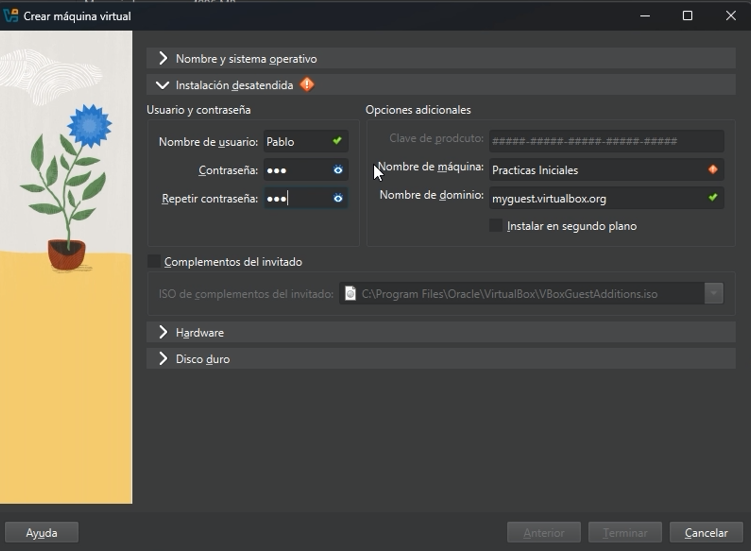 Crear máquina virtual
Nombre y sistema operativo
Instalación desatendida
Usuario y contraseña
Opciones adicionales
Nombre de usuario: Pablo
Clave de prodcuto: #####-#####-#####-#####-#####
Contraseña: •••
Nombre de máquina: Practicas Iniciales
Repetir contraseña: •••
Nombre de dominio: myguest.virtualbox.org
Instalar en segundo plano
Complementos del invitado
ISO de complementos del invitado: C:\Program Files\Oracle\VirtualBox\VBoxGuestAdditions.iso
Hardware
Disco duro
Ayuda
Anterior
Terminar
Cancelar